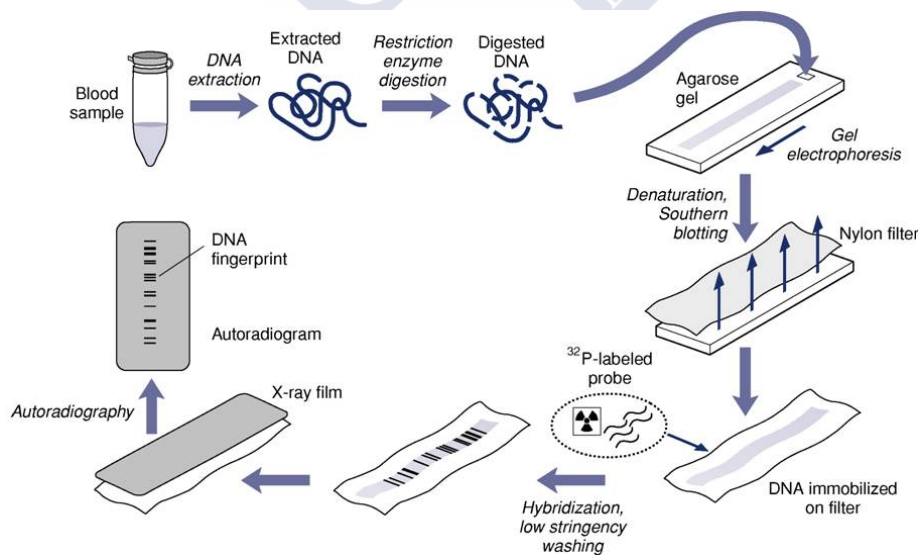 Blood
sample
DNA
extraction
Extracted
DNA
Restriction
enzyme
digestion
Digested
DNA
Agarose
gel
Gel
electrophoresis
Denaturation,
Southern
blotting
Nylon filter
³²P-labeled
probe
DNA immobilized
on filter
Hybridization,
low stringency
washing
X-ray film
Autoradiography
DNA
fingerprint
Autoradiogram